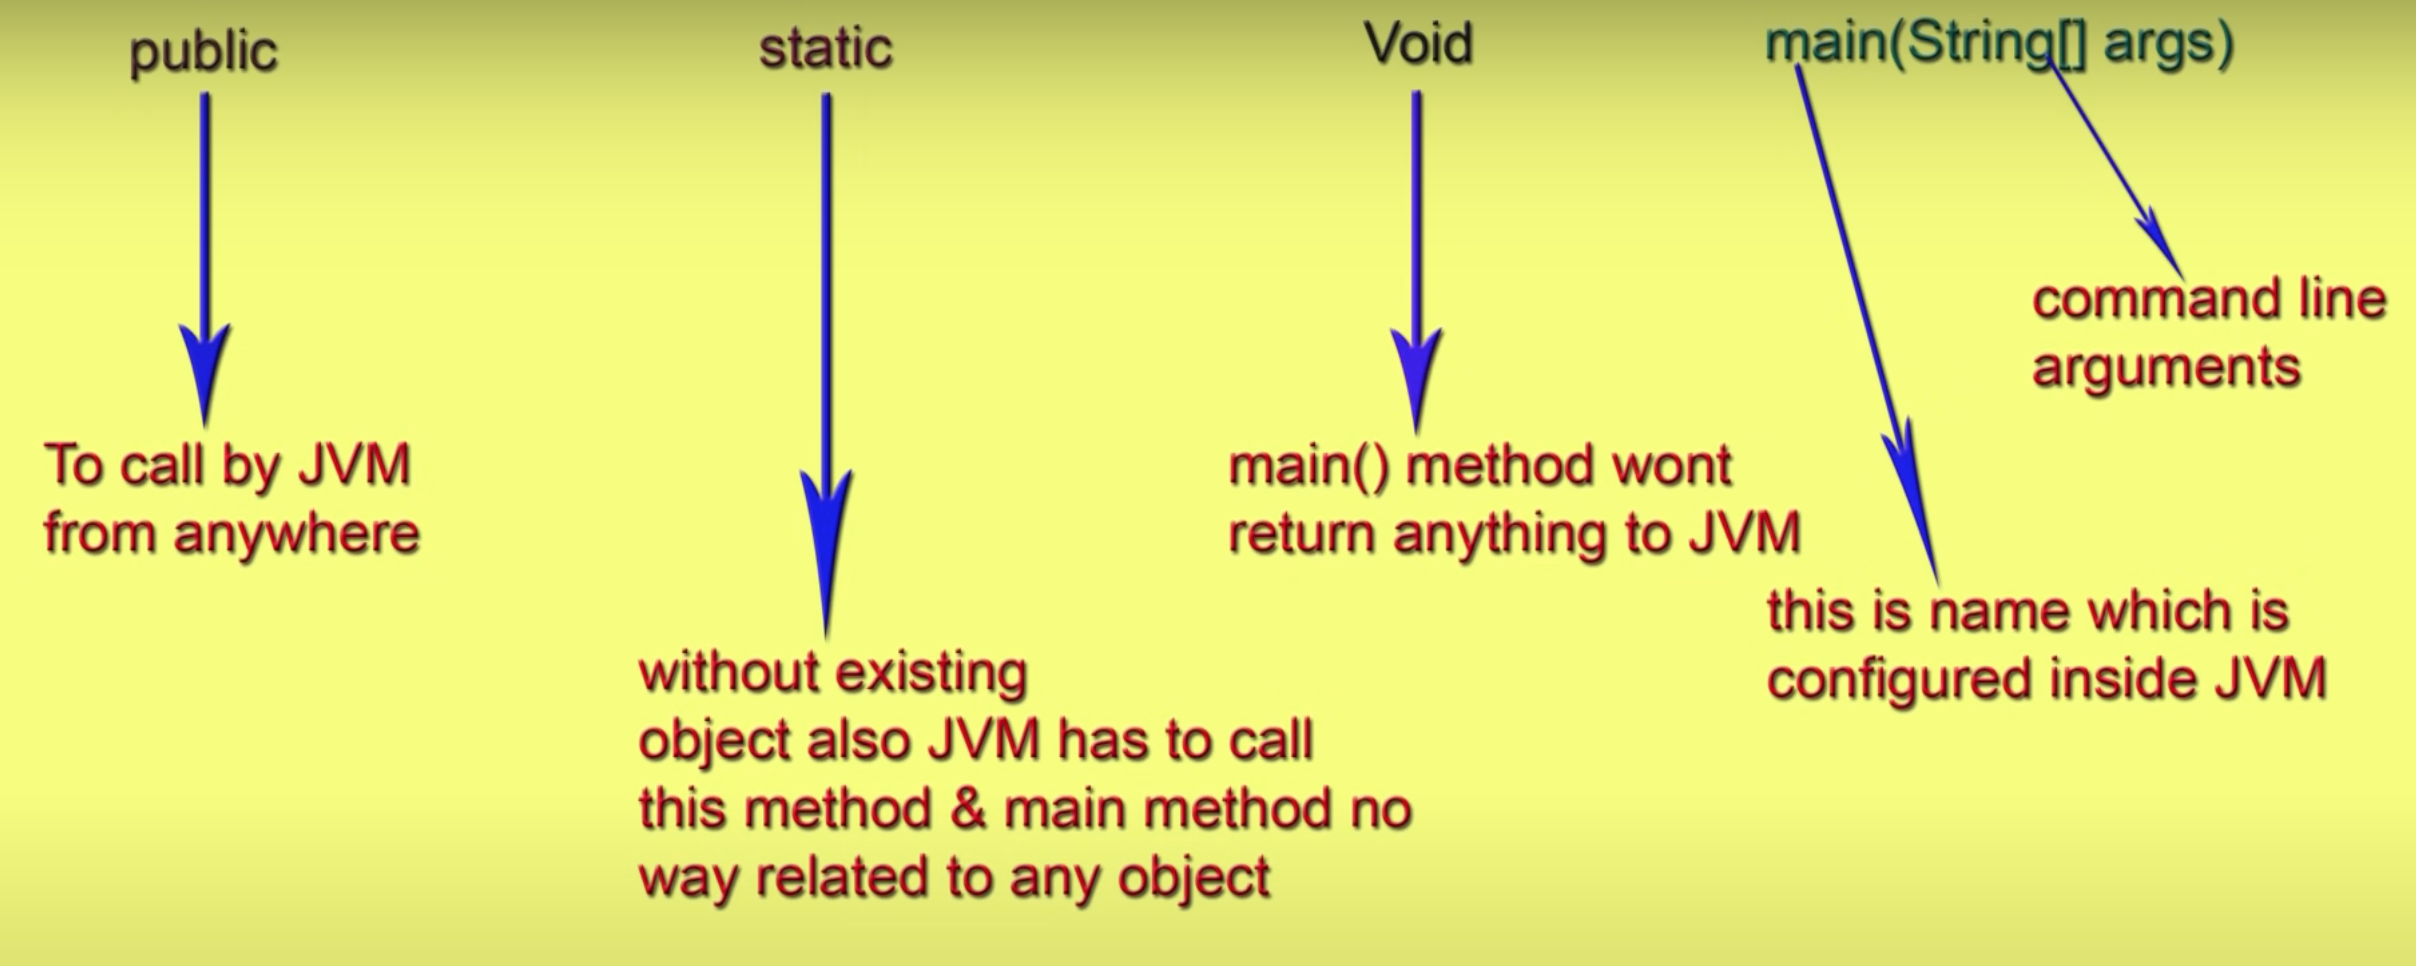 public
static
Void
main(String[] args)
To call by JVM
from anywhere
without existing
object also JVM has to call
this method & main method no
way related to any object
main() method wont
return anything to JVM
this is name which is
configured inside JVM
command line
arguments